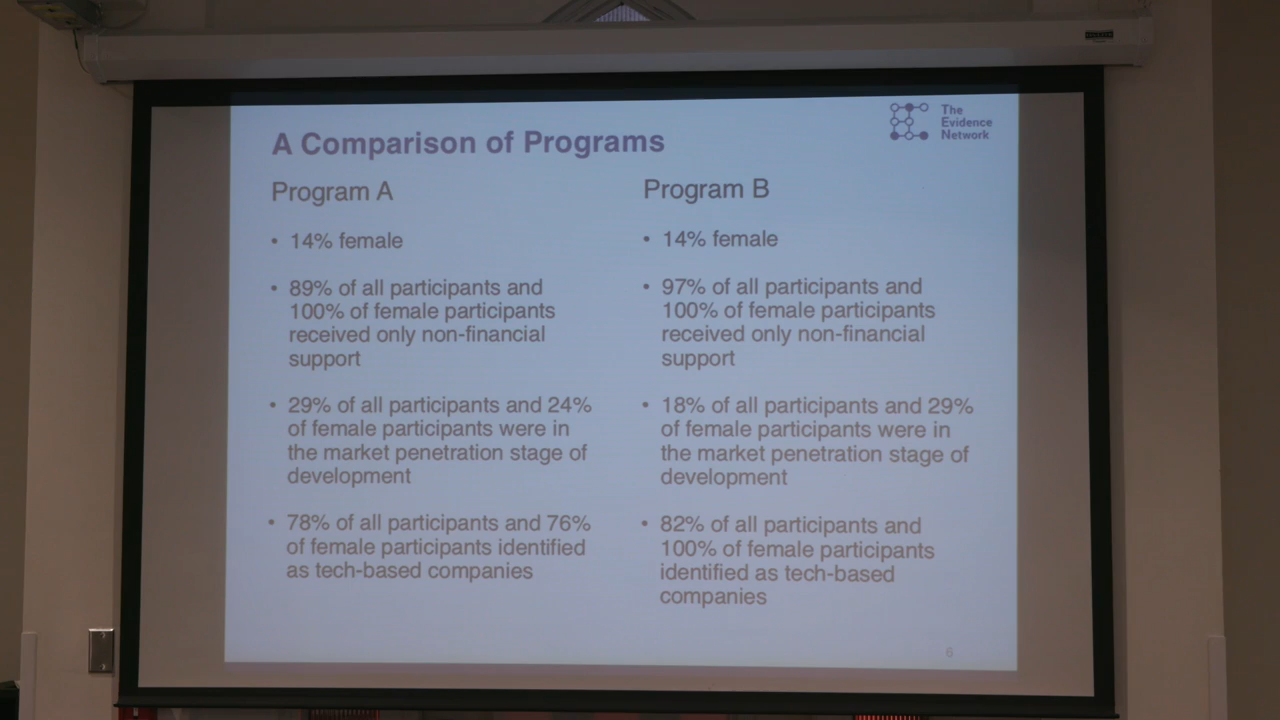 The
Evidence
Network
A Comparison of Programs
Program A
• 14% female
• 89% of all participants and
100% of female participants
received only non-financial
support
• 29% of all participants and 24%
of female participants were in
the market penetration stage of
development
• 78% of all participants and 76%
of female participants identified
as tech-based companies
Program B
• 14% female
• 97% of all participants and
100% of female participants
received only non-financial
support
• 18% of all participants and 29%
of female participants were in
the market penetration stage of
development
• 82% of all participants and
100% of female participants
identified as tech-based
companies
6